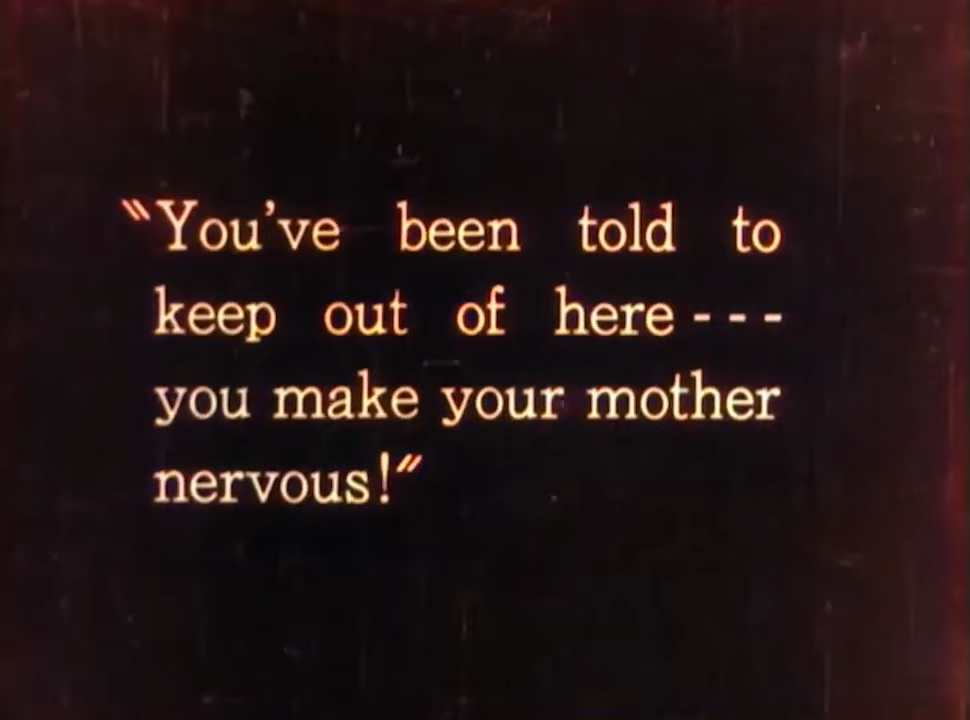 "You've been told to
keep out of here - - -
you make your mother
nervous!"